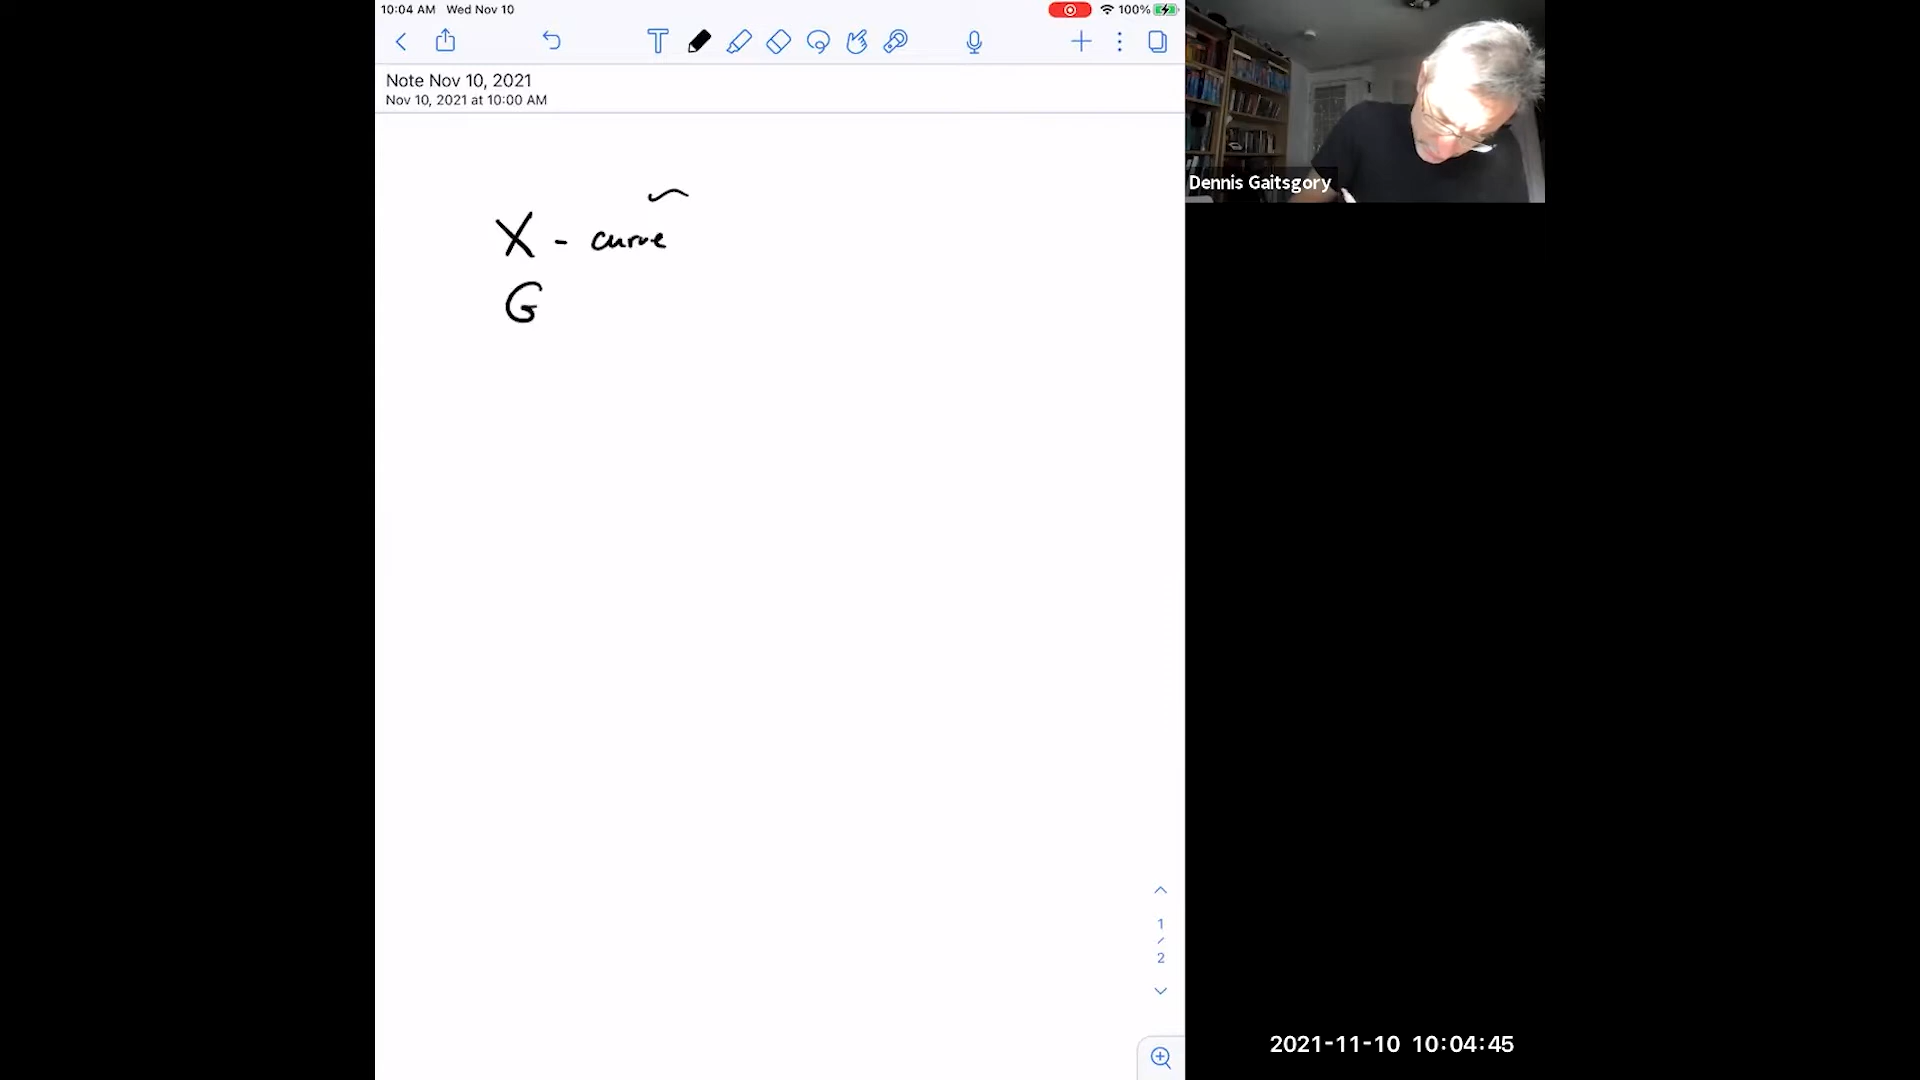 10:04 AM Wed Nov 10
100%
Note Nov 10, 2021
Nov 10, 2021 at 10:00 AM
X - curve
G
1
/
2
Dennis Gaitsgory
2021-11-10 10:04:45